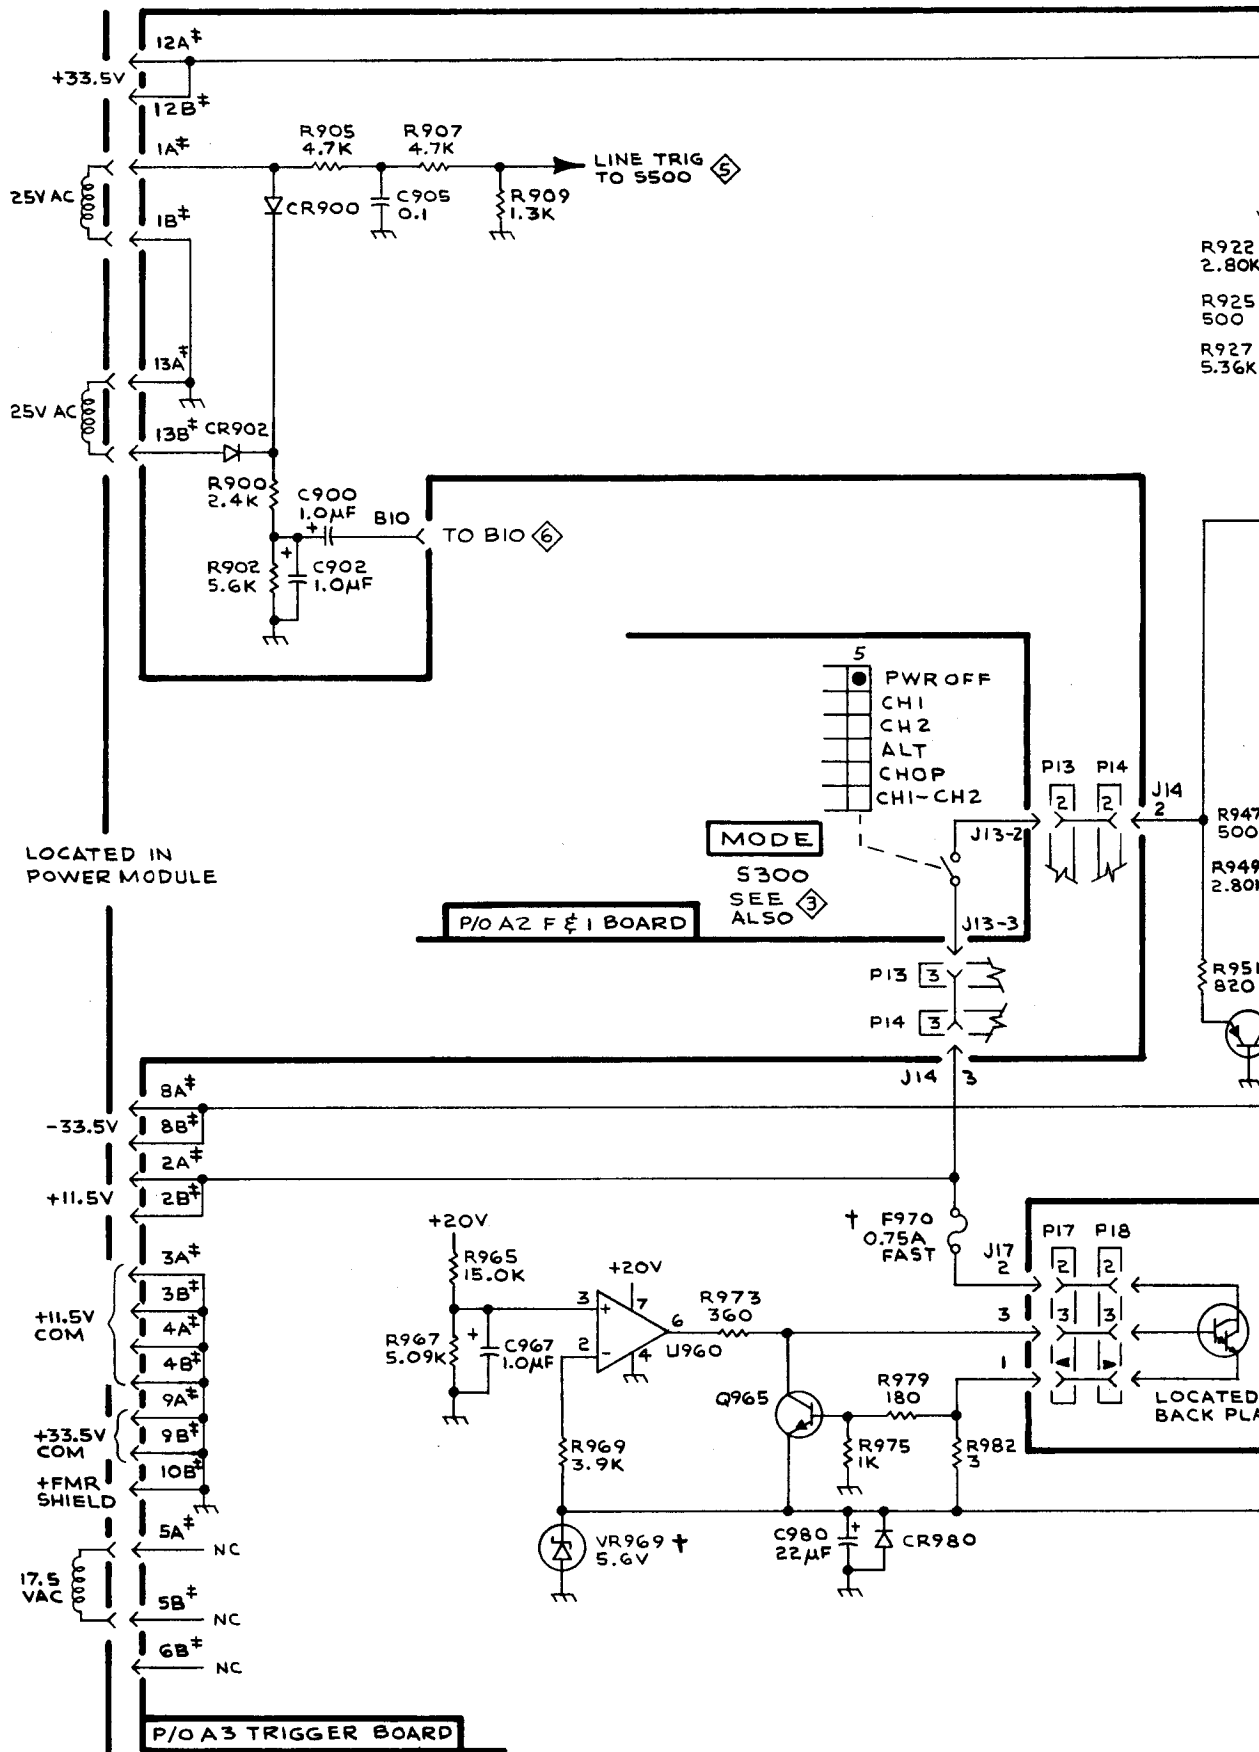 12A‡
+33.5V
12B‡
1A‡
R905
4.7K
R907
4.7K
LINE TRIG
TO S500 5
25V AC
CR900
C905
0.1
R909
1.3K
1B‡
R922
2.80K
R925
500
R927
5.36K
13A‡
25V AC
13B‡
CR902
R900
2.4K
C900
1.0µF
+
B10
TO B10 6
R902
5.6K
+
C902
1.0µF
5
PWR OFF
CH1
CH2
ALT
CHOP
CH1-CH2
P13
P14
2
2
J14
2
J13-2
R947
500
R949
2.80K
MODE
S300
SEE
ALSO 3
LOCATED IN
POWER MODULE
P/O A2 F & I BOARD
J13-3
P13
3
P14
3
R951
820
J14
3
8A‡
-33.5V
8B‡
2A‡
+11.5V
2B‡
3A‡
3B‡
+11.5V
COM
4A‡
4B‡
9A‡
+33.5V
COM
9B‡
10B‡
+FMR
SHIELD
+20V
R965
15.0K
R967
5.09K
+
C967
1.0µF
+20V
3
+
7
2
-
4
6
U960
R973
360
† F970
0.75A
FAST
J17
2
3
1
P17
P18
2
2
3
3
LOCATED
BACK PLA
Q965
R979
180
R975
1K
R982
3
R969
3.9K
VR969 †
5.6V
C980
22µF
+
CR980
5A‡
NC
17.5
VAC
5B‡
NC
6B‡
NC
P/O A3 TRIGGER BOARD